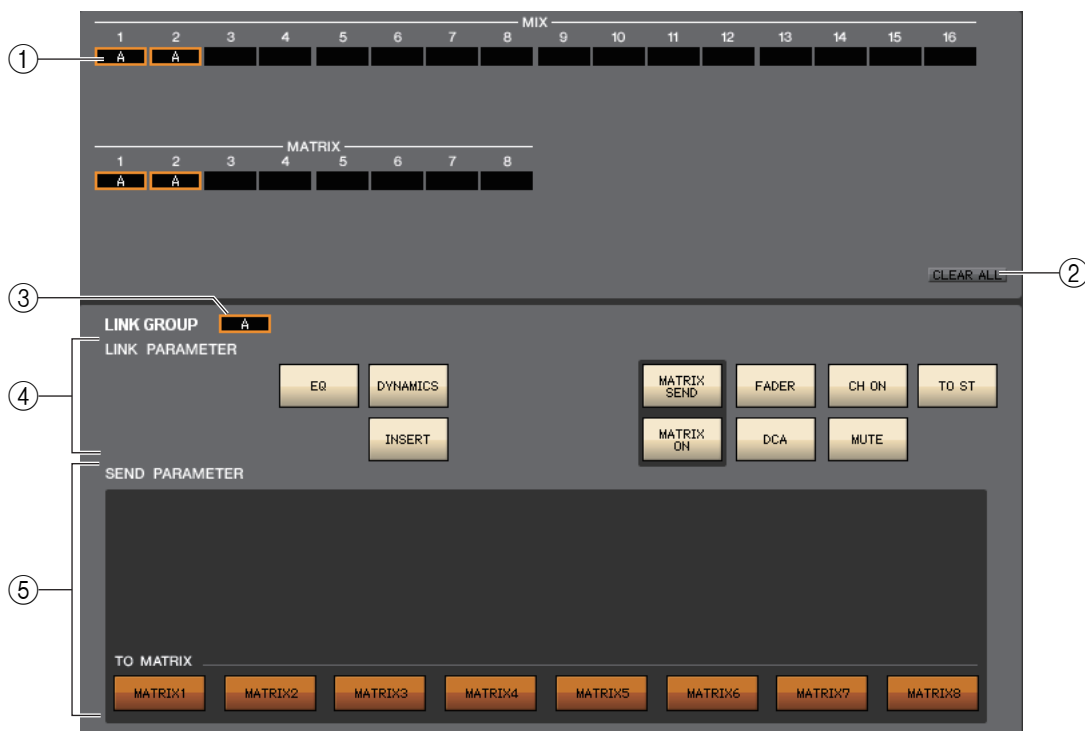 MIX
1 2 3 4 5 6 7 8 9 10 11 12 13 14 15 16
① A A
MATRIX
1 2 3 4 5 6 7 8
A A
CLEAR ALL ②
③
LINK GROUP A
LINK PARAMETER
④ EQ DYNAMICS MATRIX SEND FADER CH ON TO ST
INSERT MATRIX ON DCA MUTE
SEND PARAMETER
⑤
TO MATRIX
MATRIX1 MATRIX2 MATRIX3 MATRIX4 MATRIX5 MATRIX6 MATRIX7 MATRIX8